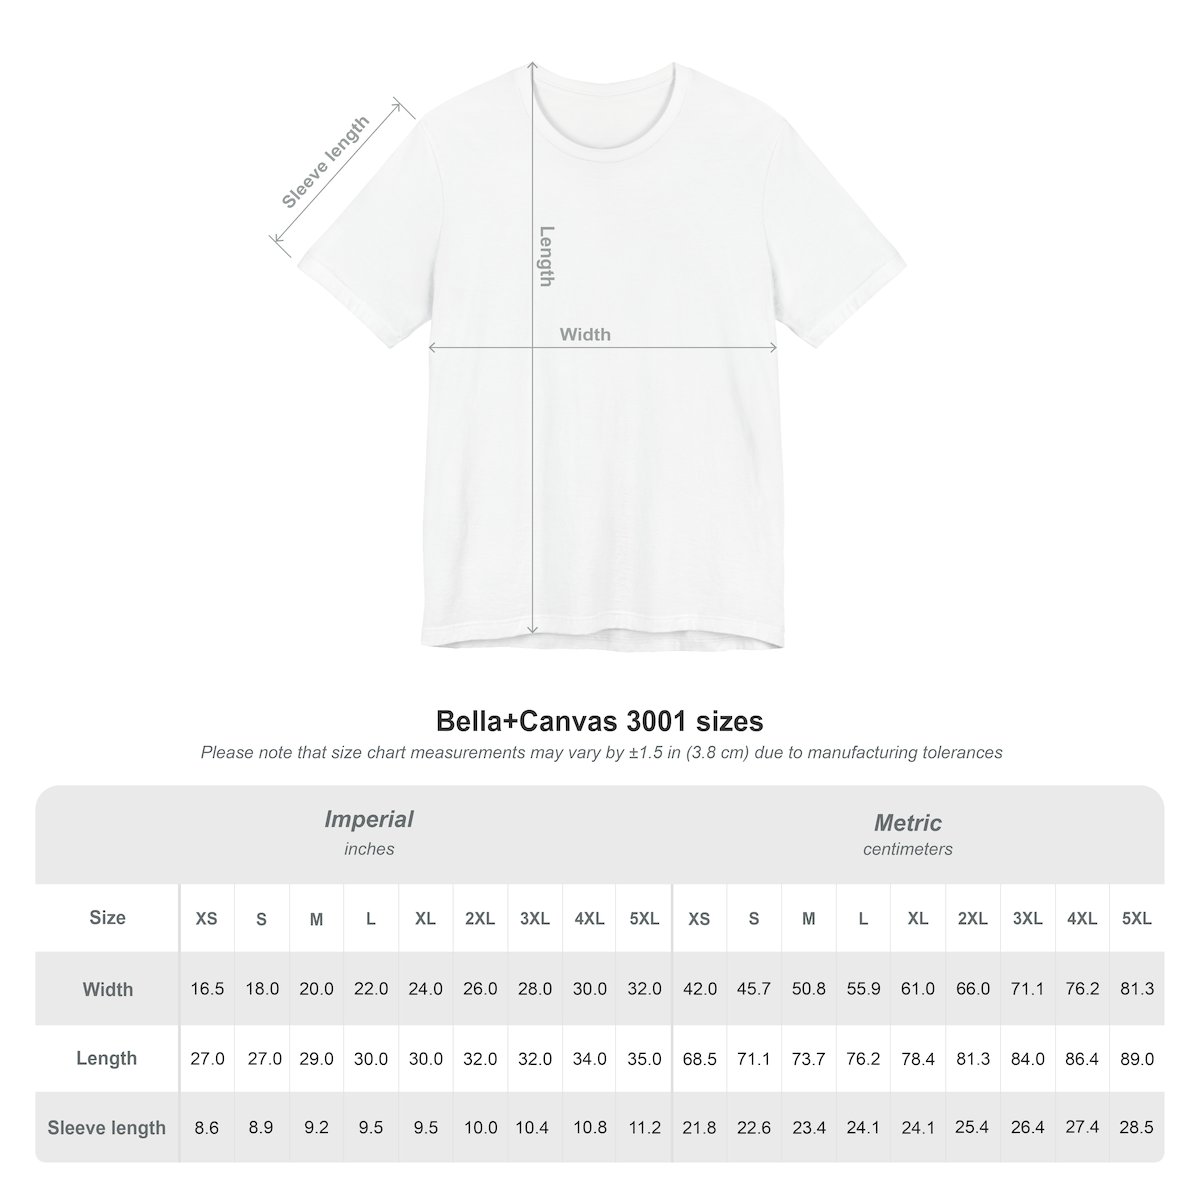 Sleeve length
Length
Width
Bella+Canvas 3001 sizes
Please note that size chart measurements may vary by ±1.5 in (3.8 cm) due to manufacturing tolerances
Imperial Metric
inches centimeters
Size XS S M L XL 2XL 3XL 4XL 5XL XS S M L XL 2XL 3XL 4XL 5XL
Width 16.5 18.0 20.0 22.0 24.0 26.0 28.0 30.0 32.0 42.0 45.7 50.8 55.9 61.0 66.0 71.1 76.2 81.3
Length 27.0 27.0 29.0 30.0 30.0 32.0 32.0 34.0 35.0 68.5 71.1 73.7 76.2 78.4 81.3 84.0 86.4 89.0
Sleeve length 8.6 8.9 9.2 9.5 9.5 10.0 10.4 10.8 11.2 21.8 22.6 23.4 24.1 24.1 25.4 26.4 27.4 28.5